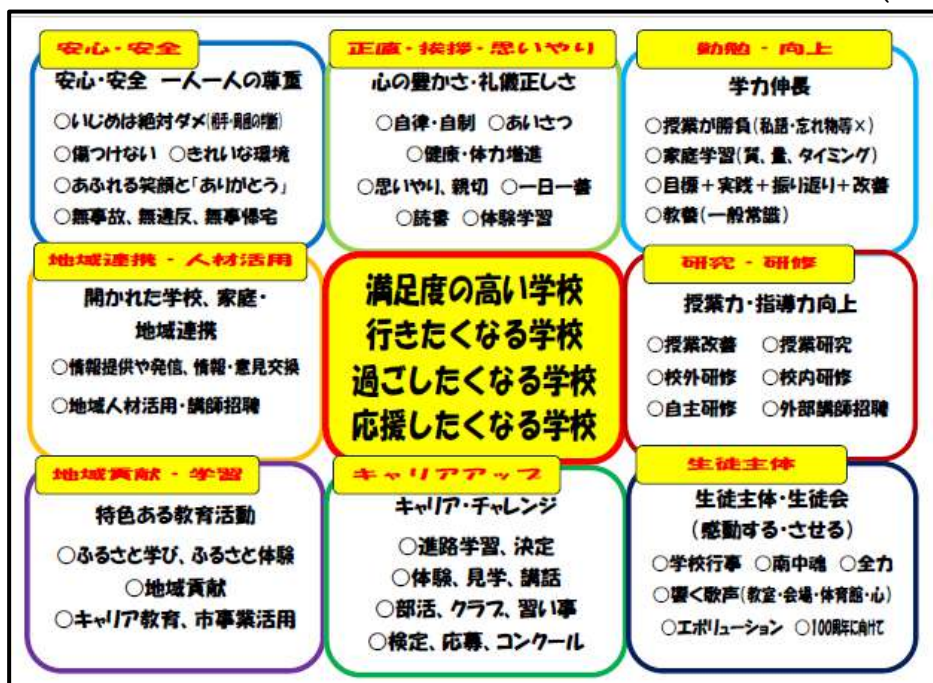 安心・安全
安心・安全 一人一人の尊重
○いじめは絶対ダメ
○傷つけない ○きれいな環境
○あふれる笑顔と「ありがとう」
○無事故、無違反、無事帰宅
正直・挨拶・思いやり
心の豊かさ・礼儀正しさ
○自律・自制 ○あいさつ
○健康・体力増進
○思いやり、親切 ○一日一善
○読書 ○体験学習
勤勉・向上
学力伸長
○授業が勝負(私語・忘れ物等×)
○家庭学習(質、量、タイミング)
○目標+実践+振り返り+改善
○教養(一般常識)
地域連携・人材活用
開かれた学校、家庭・
地域連携
○情報提供や発信、情報・意見交換
○地域人材活用・講師招聘
満足度の高い学校
行きたくなる学校
過ごしたくなる学校
応援したくなる学校
研究・研修
授業力・指導力向上
○授業改善 ○授業研究
○校外研修 ○校内研修
○自主研修 ○外部講師招聘
地域貢献・学習
特色ある教育活動
○ふるさと学び、ふるさと体験
○地域貢献
○キャリア教育、市事業活用
キャリアアップ
キャリア・チャレンジ
○進路学習、決定
○体験、見学、講話
○部活、クラブ、習い事
○検定、応募、コンクール
生徒主体
生徒主体・生徒会
(感動する・させる)
○学校行事 ○南中魂 ○全力
○響く歌声(教室・会場・体育館・心)
○エボリューション ○100周年に向けて